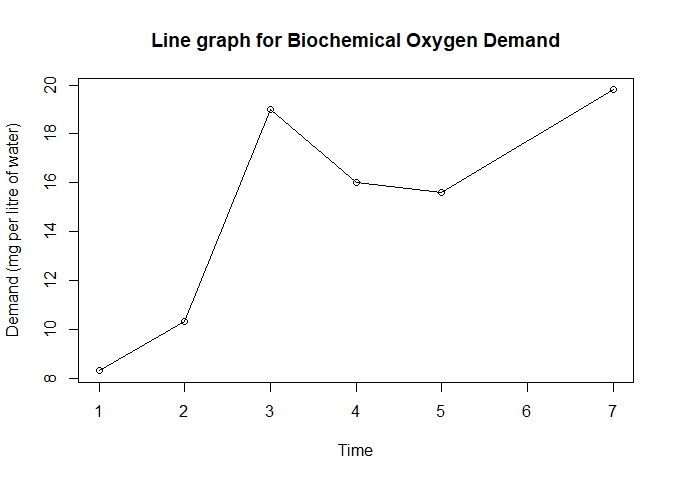 Line graph for Biochemical Oxygen Demand
Demand (mg per litre of water)
20
18
16
14
12
10
8
1 2 3 4 5 6 7
Time